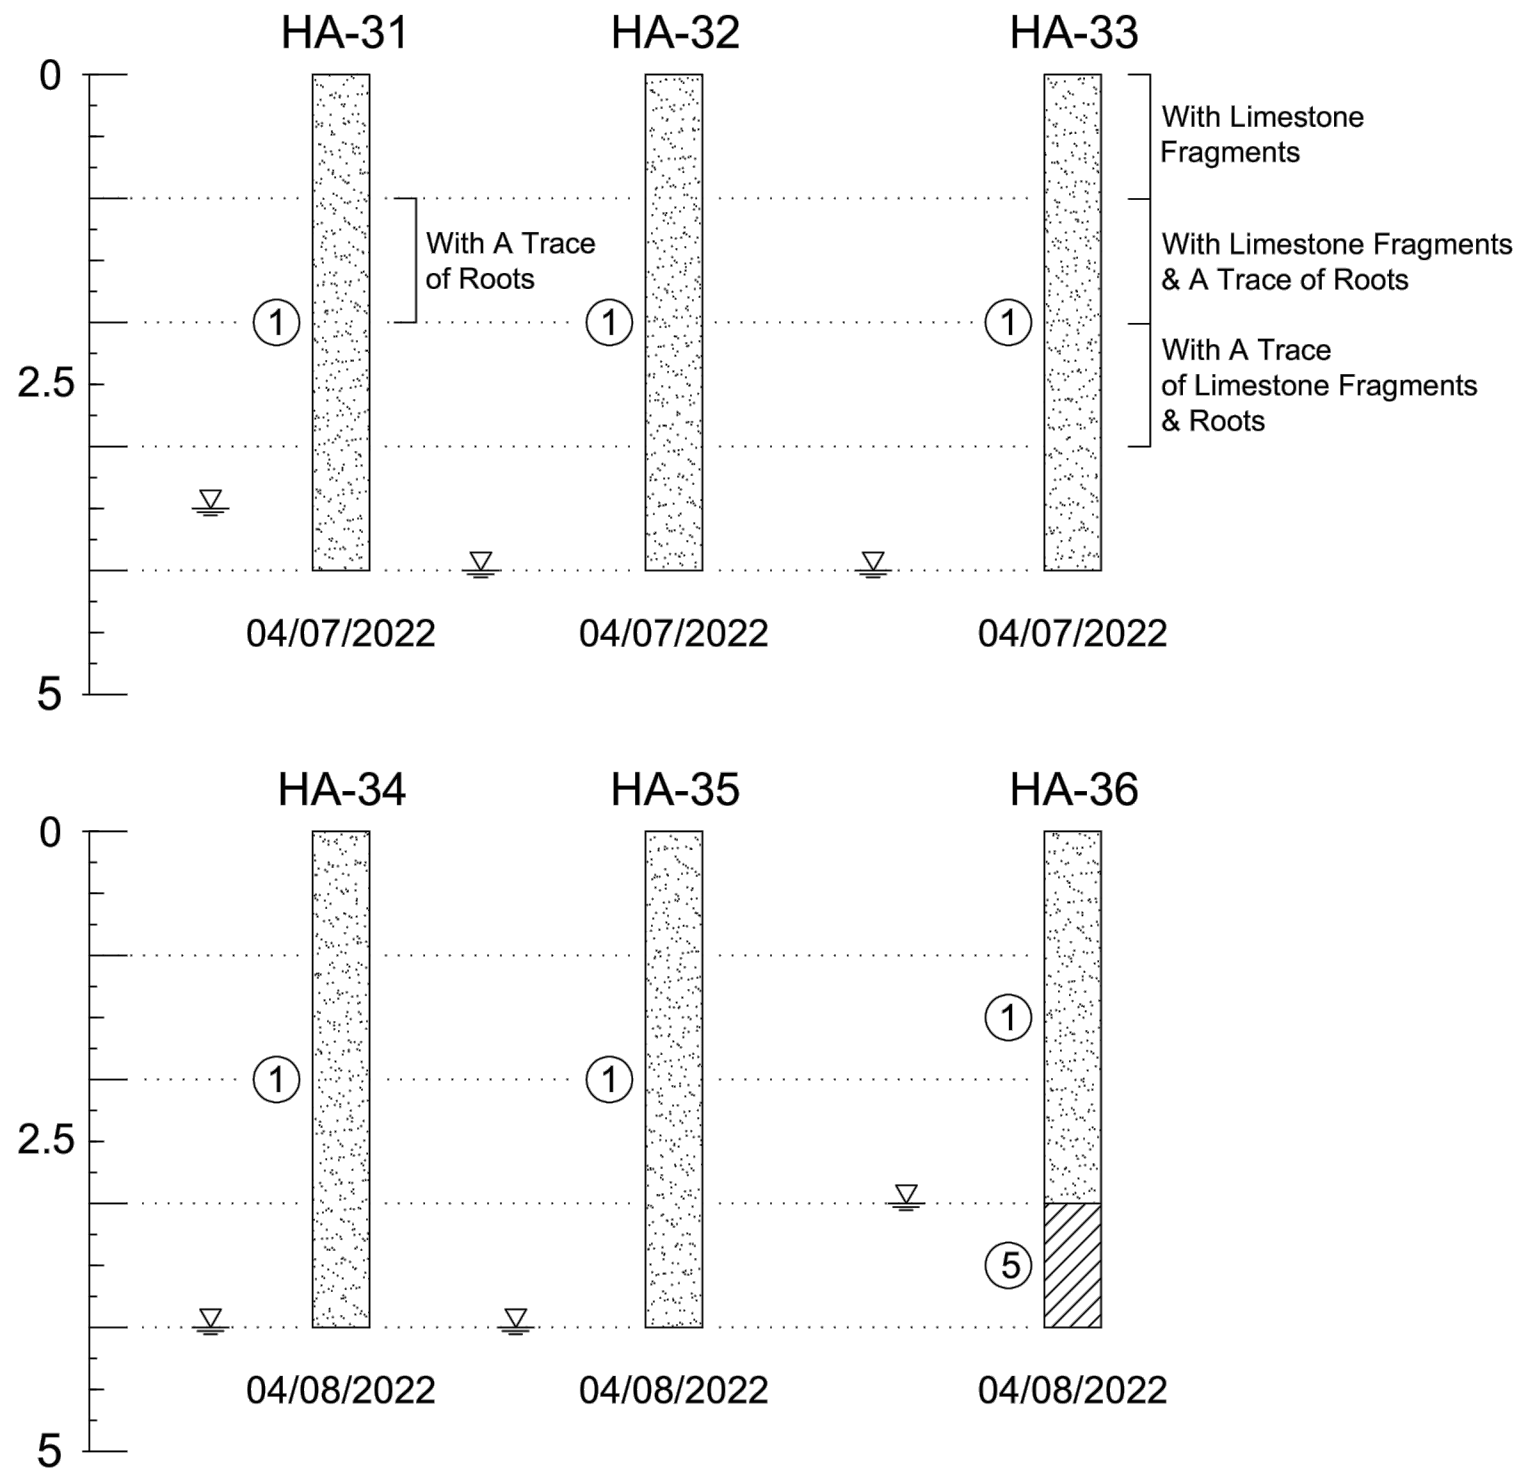 HA-31 HA-32 HA-33
0
With Limestone
Fragments
With A Trace
of Roots
With Limestone Fragments
& A Trace of Roots
1 1 1
With A Trace
of Limestone Fragments
& Roots
2.5
04/07/2022 04/07/2022 04/07/2022
5
HA-34 HA-35 HA-36
0
1
1 1
2.5
5
04/08/2022 04/08/2022 04/08/2022
5